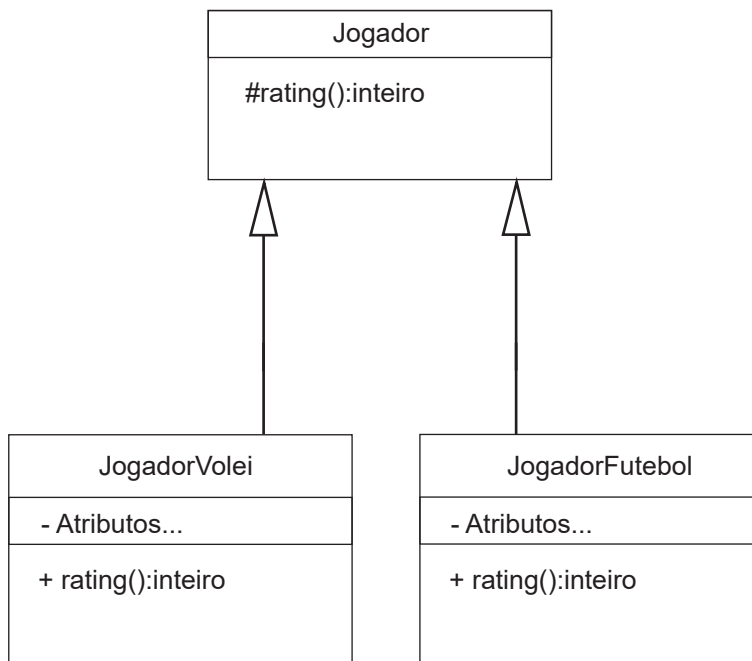 Jogador
#rating():inteiro
JogadorVolei
- Atributos...
+ rating():inteiro
JogadorFutebol
- Atributos...
+ rating():inteiro